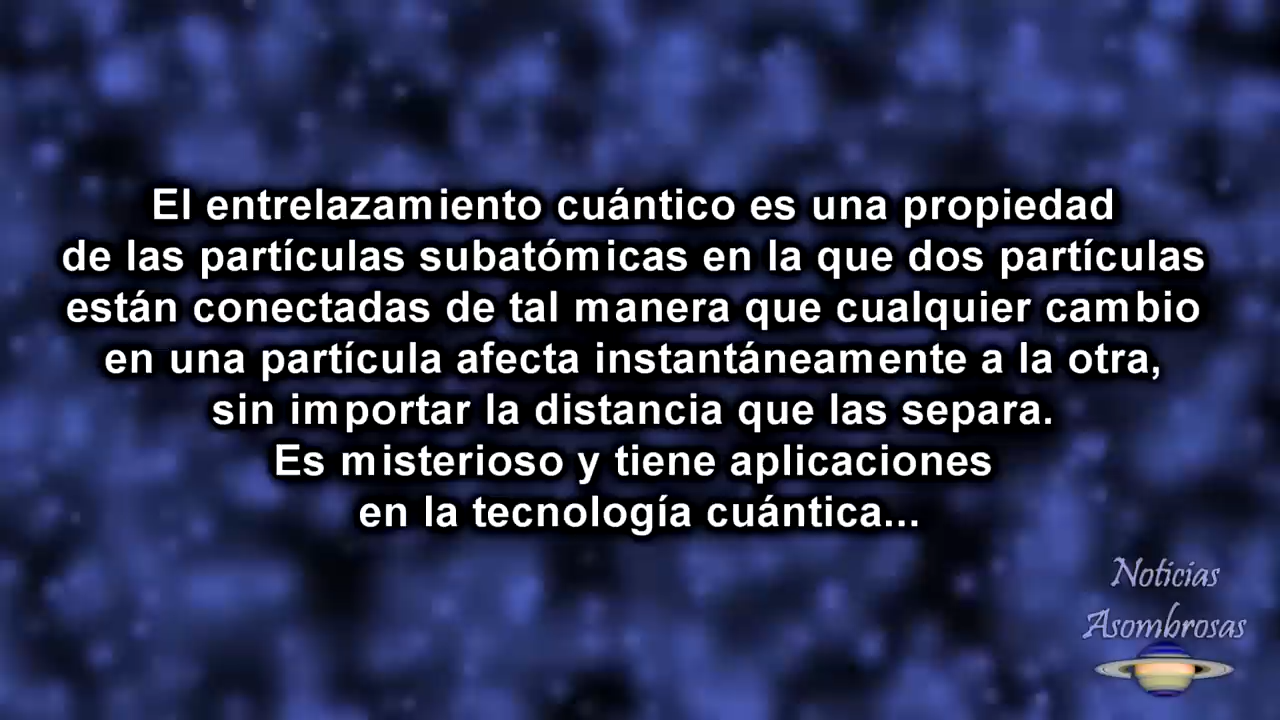 El entrelazamiento cuántico es una propiedad
de las partículas subatómicas en la que dos partículas
están conectadas de tal manera que cualquier cambio
en una partícula afecta instantáneamente a la otra,
sin importar la distancia que las separa.
Es misterioso y tiene aplicaciones
en la tecnología cuántica...
Noticias
Asombrosas